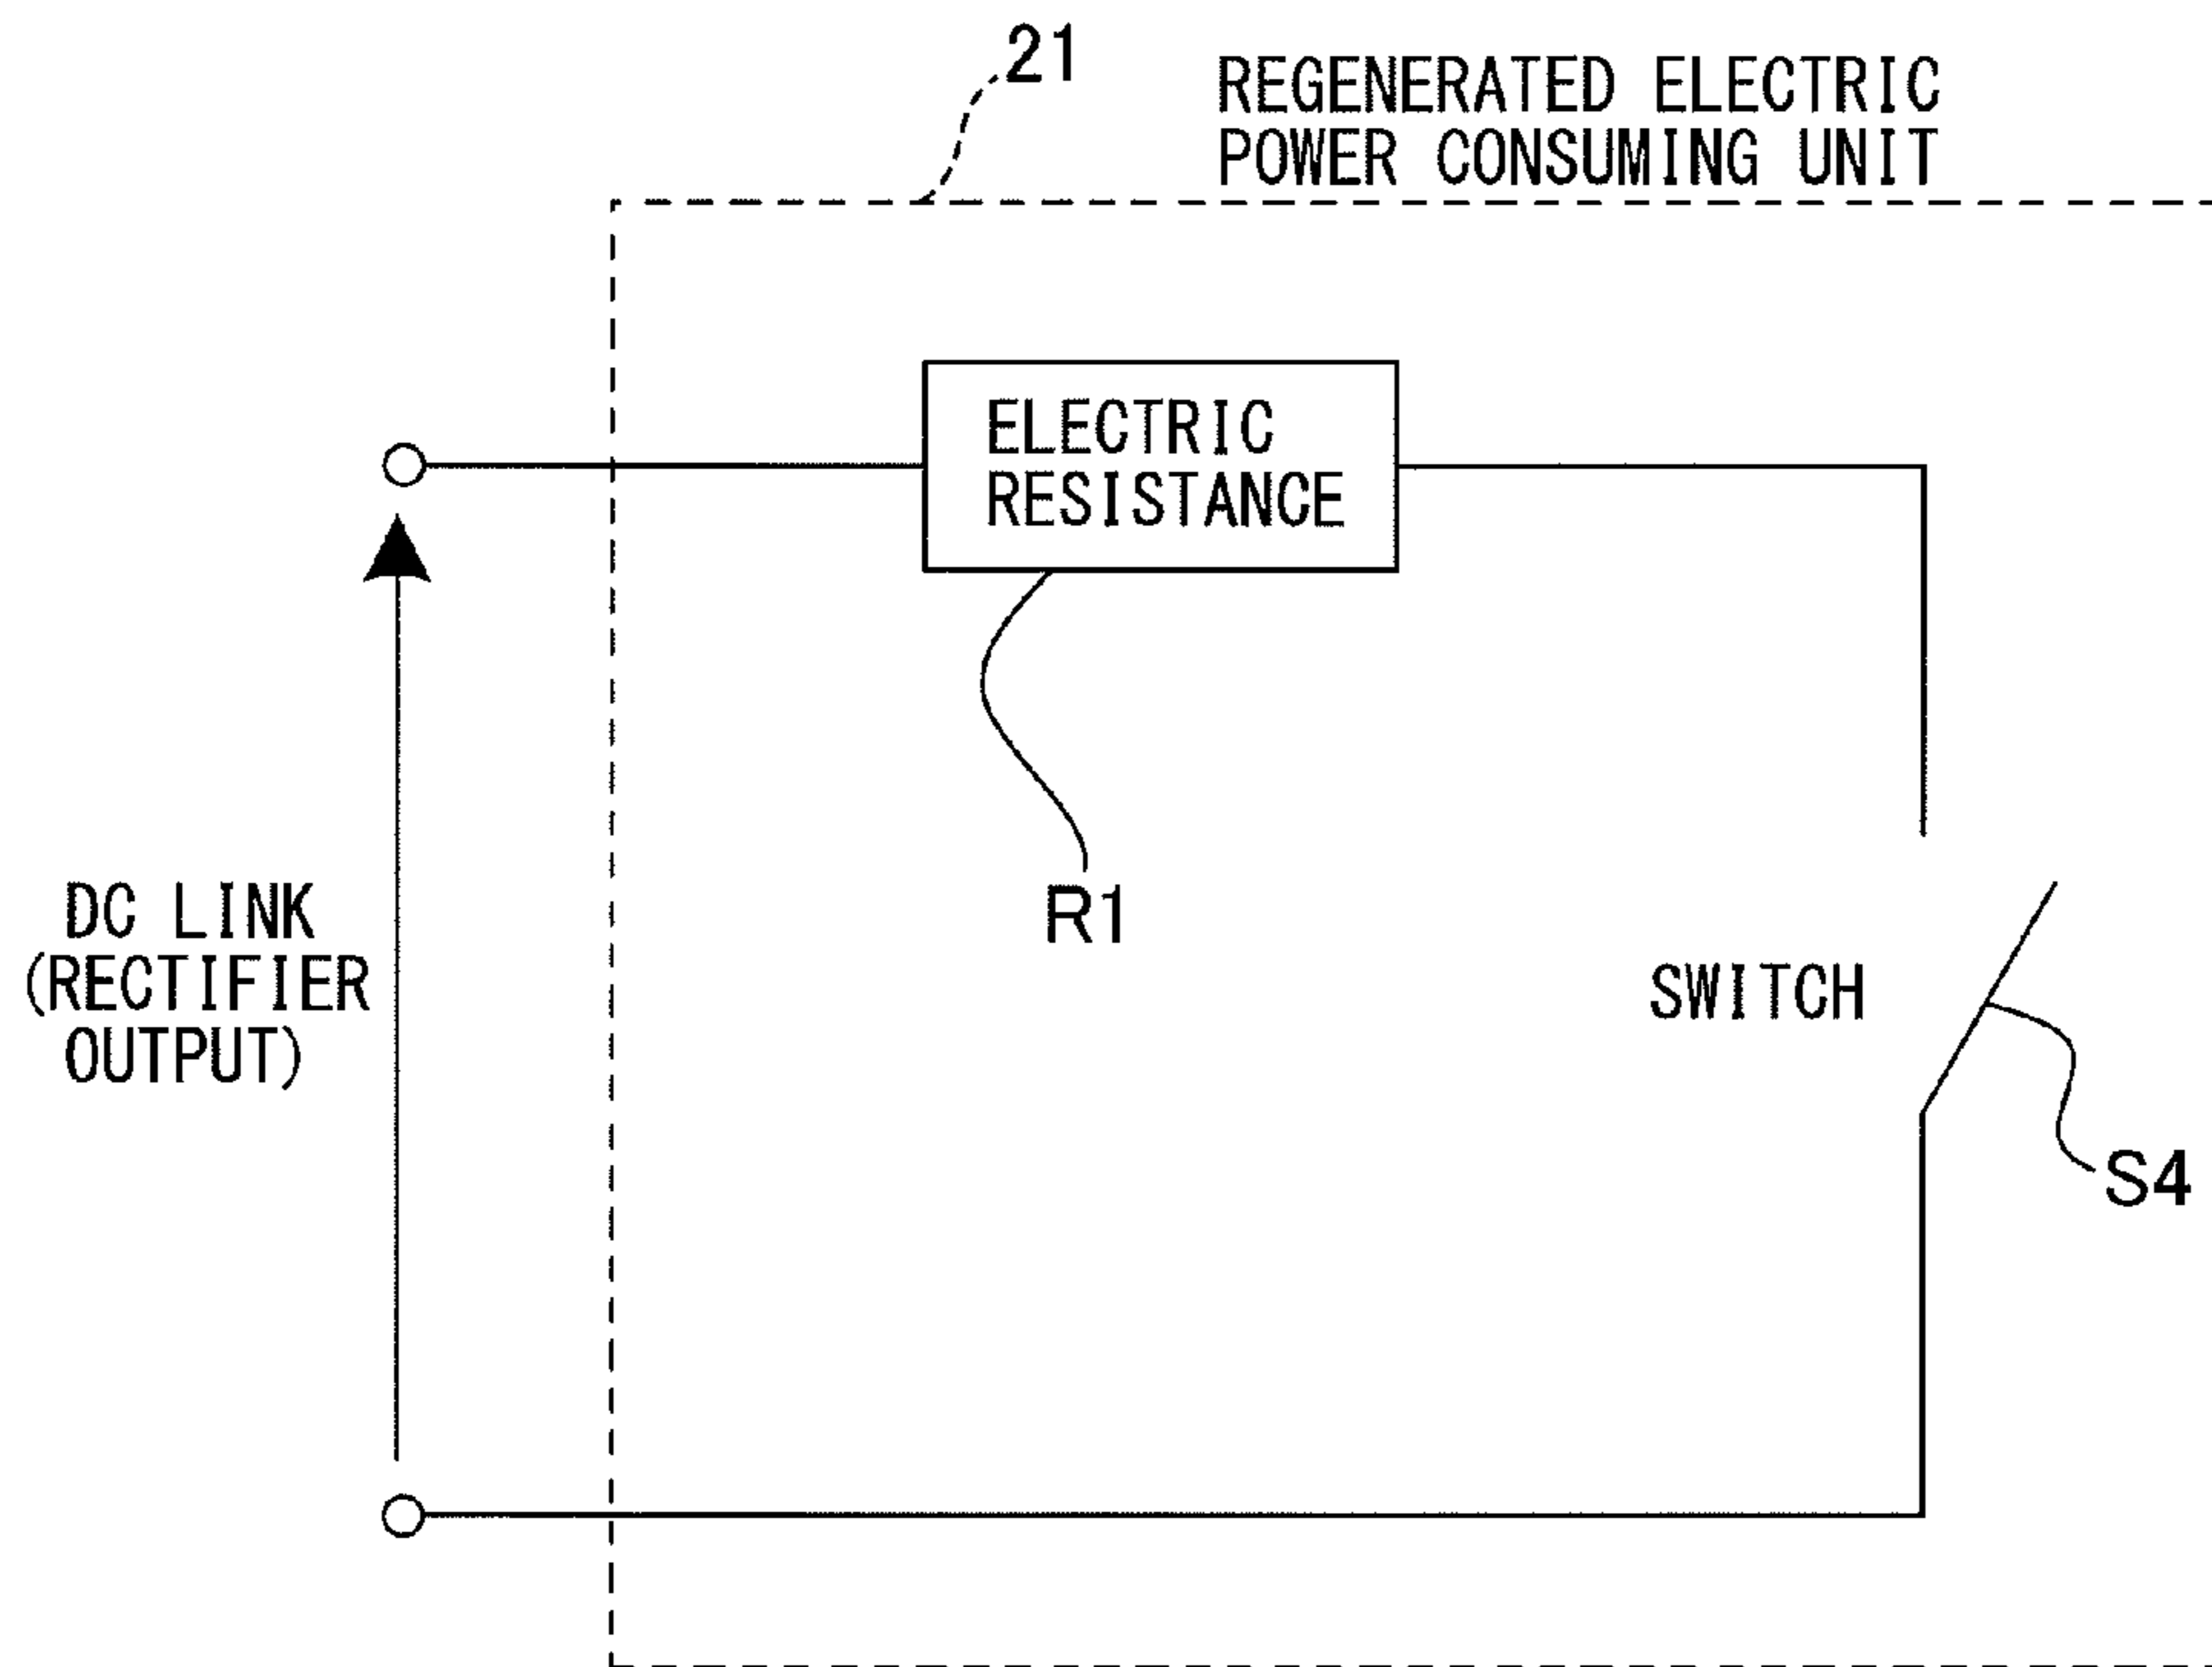 21
REGENERATED ELECTRIC
POWER CONSUMING UNIT
ELECTRIC
RESISTANCE
R1
DC LINK
(RECTIFIER
OUTPUT)
SWITCH
S4